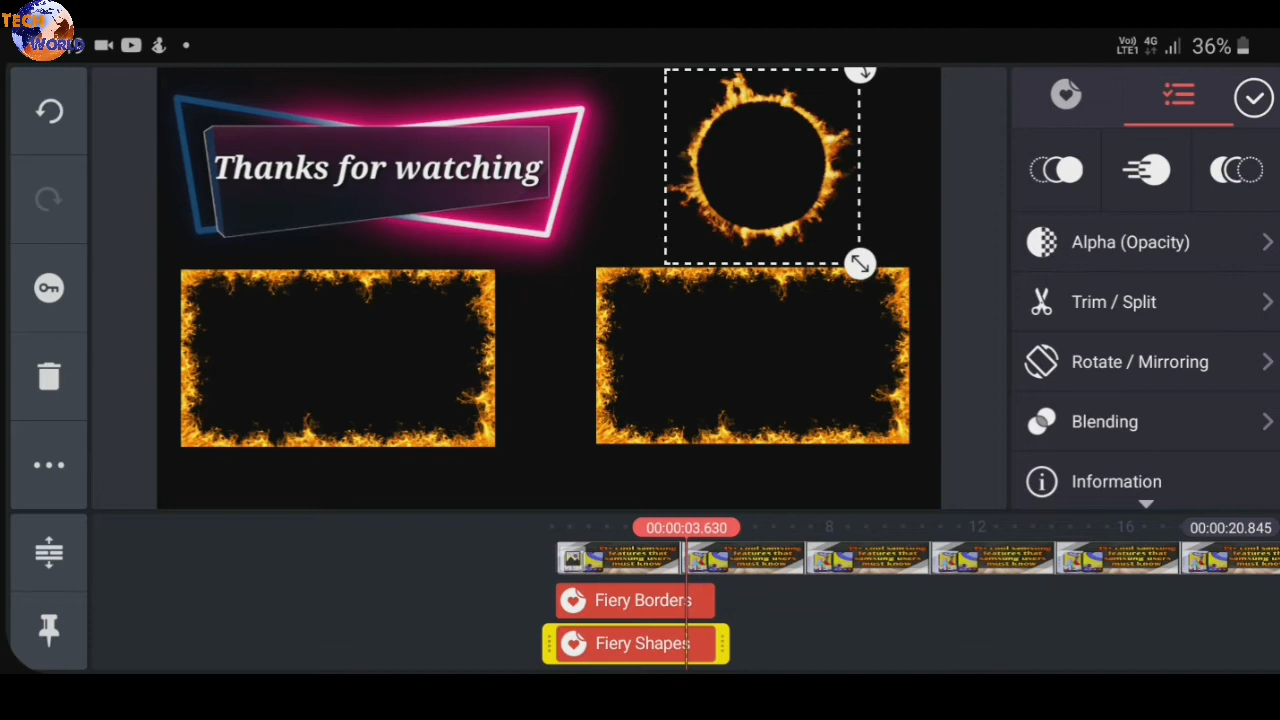 TECH
WORLD
Vo)) 4G
LTE1
36%
Thanks for watching
Alpha (Opacity)
Trim / Split
Rotate / Mirroring
Blending
Information
00:00:03.630
8
12
16
00:00:20.845
Fiery Borders
Fiery Shapes